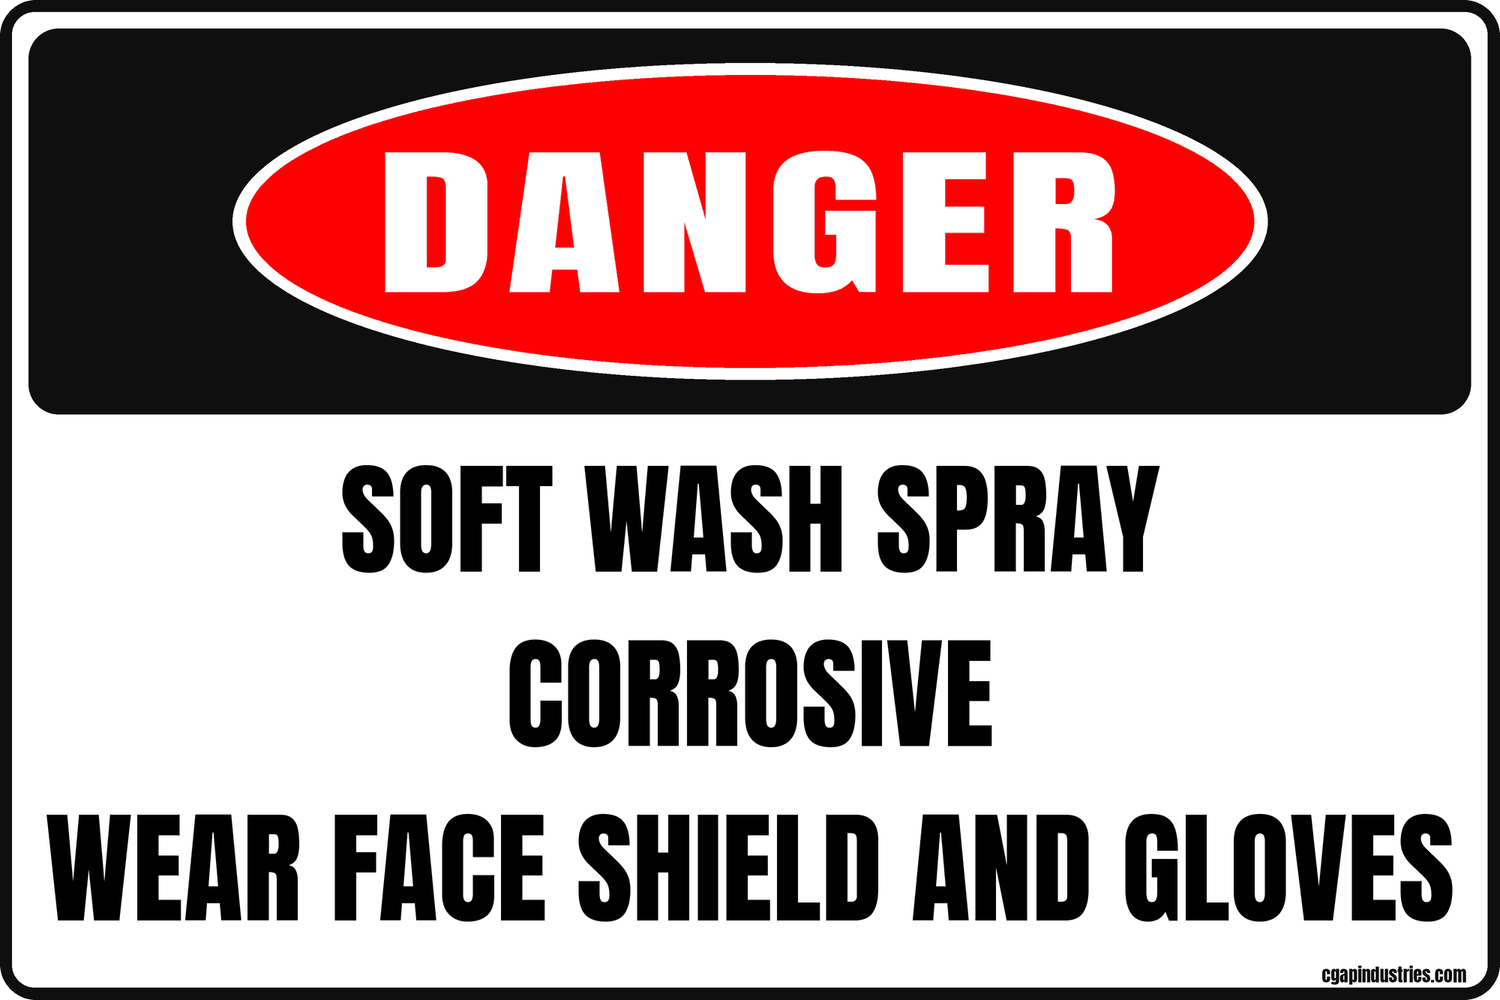 DANGER
SOFT WASH SPRAY
CORROSIVE
WEAR FACE SHIELD AND GLOVES
cgapindustries.com